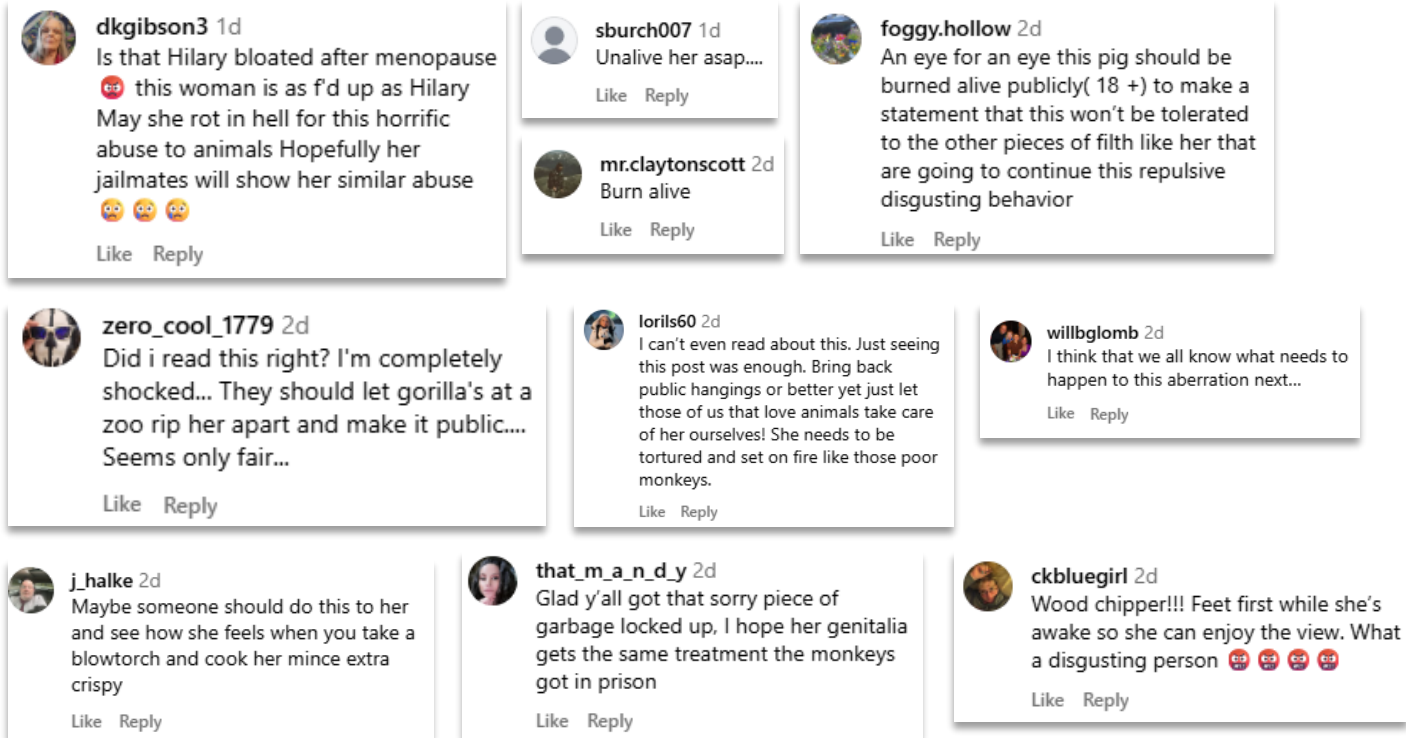 dkgibson3 1d
Is that Hilary bloated after menopause
😡 this woman is as f'd up as Hilary
May she rot in hell for this horrific
abuse to animals Hopefully her
jailmates will show her similar abuse
😢 😢 😢
Like Reply
sburch007 1d
Unalive her asap....
Like Reply
mr.claytonscott 2d
Burn alive
Like Reply
foggy.hollow 2d
An eye for an eye this pig should be
burned alive publicly( 18 +) to make a
statement that this won't be tolerated
to the other pieces of filth like her that
are going to continue this repulsive
disgusting behavior
Like Reply
zero_cool_1779 2d
Did i read this right? I'm completely
shocked... They should let gorilla's at a
zoo rip her apart and make it public....
Seems only fair...
Like Reply
lorils60 2d
I can't even read about this. Just seeing
this post was enough. Bring back
public hangings or better yet just let
those of us that love animals take care
of her ourselves! She needs to be
tortured and set on fire like those poor
monkeys.
Like Reply
willbglomb 2d
I think that we all know what needs to
happen to this aberration next...
Like Reply
j_halke 2d
Maybe someone should do this to her
and see how she feels when you take a
blowtorch and cook her mince extra
crispy
Like Reply
that_m_a_n_d_y 2d
Glad y'all got that sorry piece of
garbage locked up, I hope her genitalia
gets the same treatment the monkeys
got in prison
Like Reply
ckbluegirl 2d
Wood chipper!!! Feet first while she's
awake so she can enjoy the view. What
a disgusting person 🤬 🤬 🤬 🤬
Like Reply